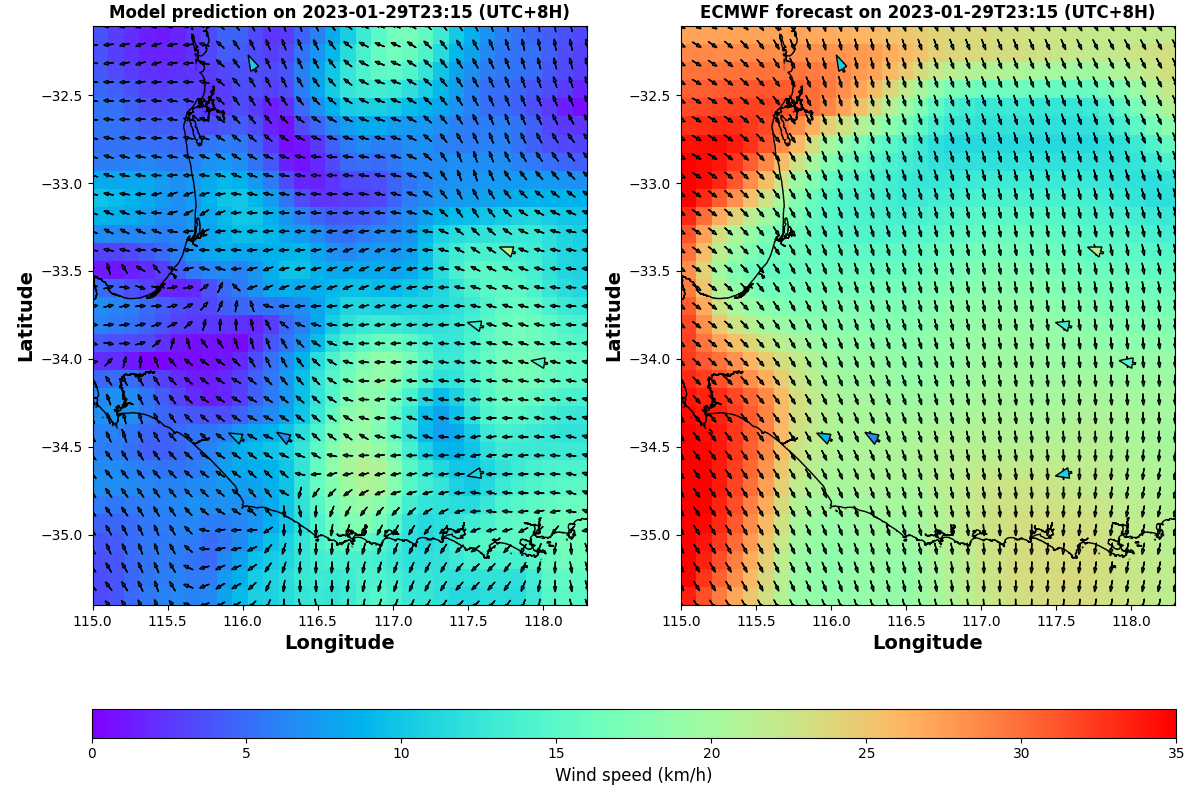 Model prediction on 2023-01-29T23:15 (UTC+8H)
ECMWF forecast on 2023-01-29T23:15 (UTC+8H)
Latitude
−32.5
−33.0
−33.5
−34.0
−34.5
−35.0
115.0 115.5 116.0 116.5 117.0 117.5 118.0
Longitude
Latitude
−32.5
−33.0
−33.5
−34.0
−34.5
−35.0
115.0 115.5 116.0 116.5 117.0 117.5 118.0
Longitude
0 5 10 15 20 25 30 35
Wind speed (km/h)